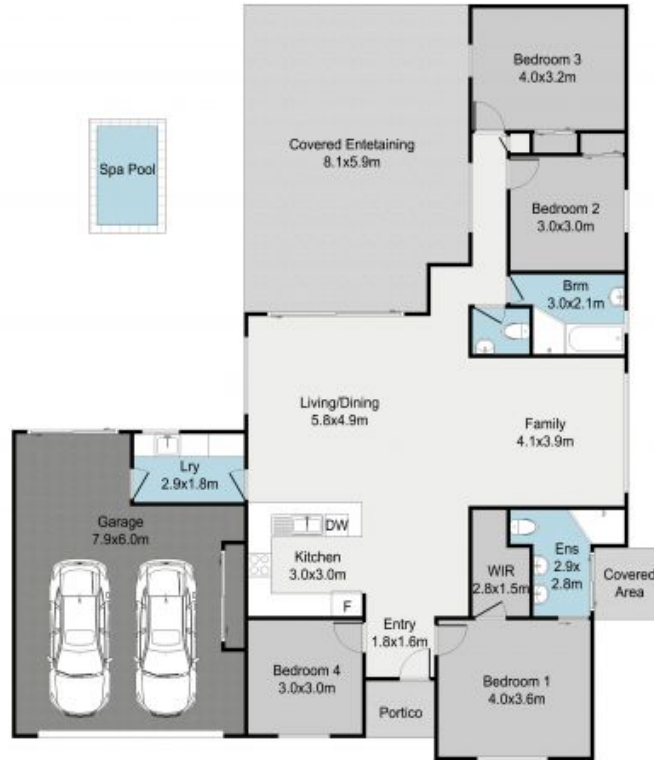 Bedroom 3
4.0x3.2m
Covered Entetaining
8.1x5.9m
Spa Pool
Bedroom 2
3.0x3.0m
Brm
3.0x2.1m
Living/Dining
5.8x4.9m
Family
4.1x3.9m
Lry
2.9x1.8m
Garage
7.9x6.0m
DW
Kitchen
3.0x3.0m
F
WIR
2.8x1.5m
Ens
2.9x
2.8m
Covered
Area
Entry
1.8x1.6m
Bedroom 4
3.0x3.0m
Portico
Bedroom 1
4.0x3.6m